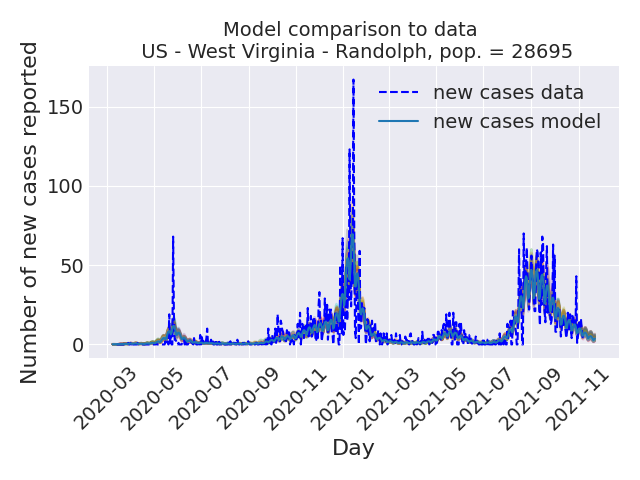 Model comparison to data
US - West Virginia - Randolph, pop. = 28695
Number of new cases reported
150
100
50
0
new cases data
new cases model
2020-03
2020-05
2020-07
2020-09
2020-11
2021-01
2021-03
2021-05
2021-07
2021-09
2021-11
Day